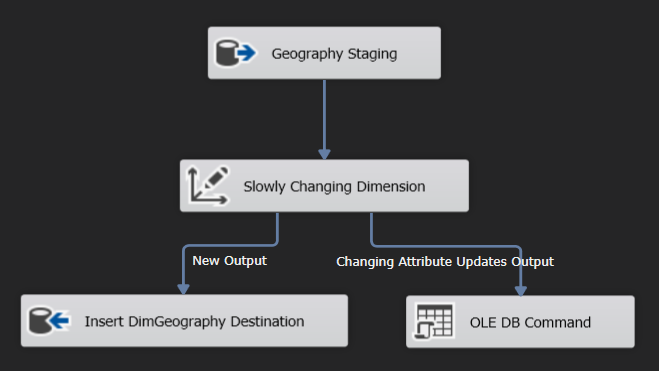 Geography Staging
Slowly Changing Dimension
New Output
Changing Attribute Updates Output
Insert DimGeography Destination
OLE DB Command